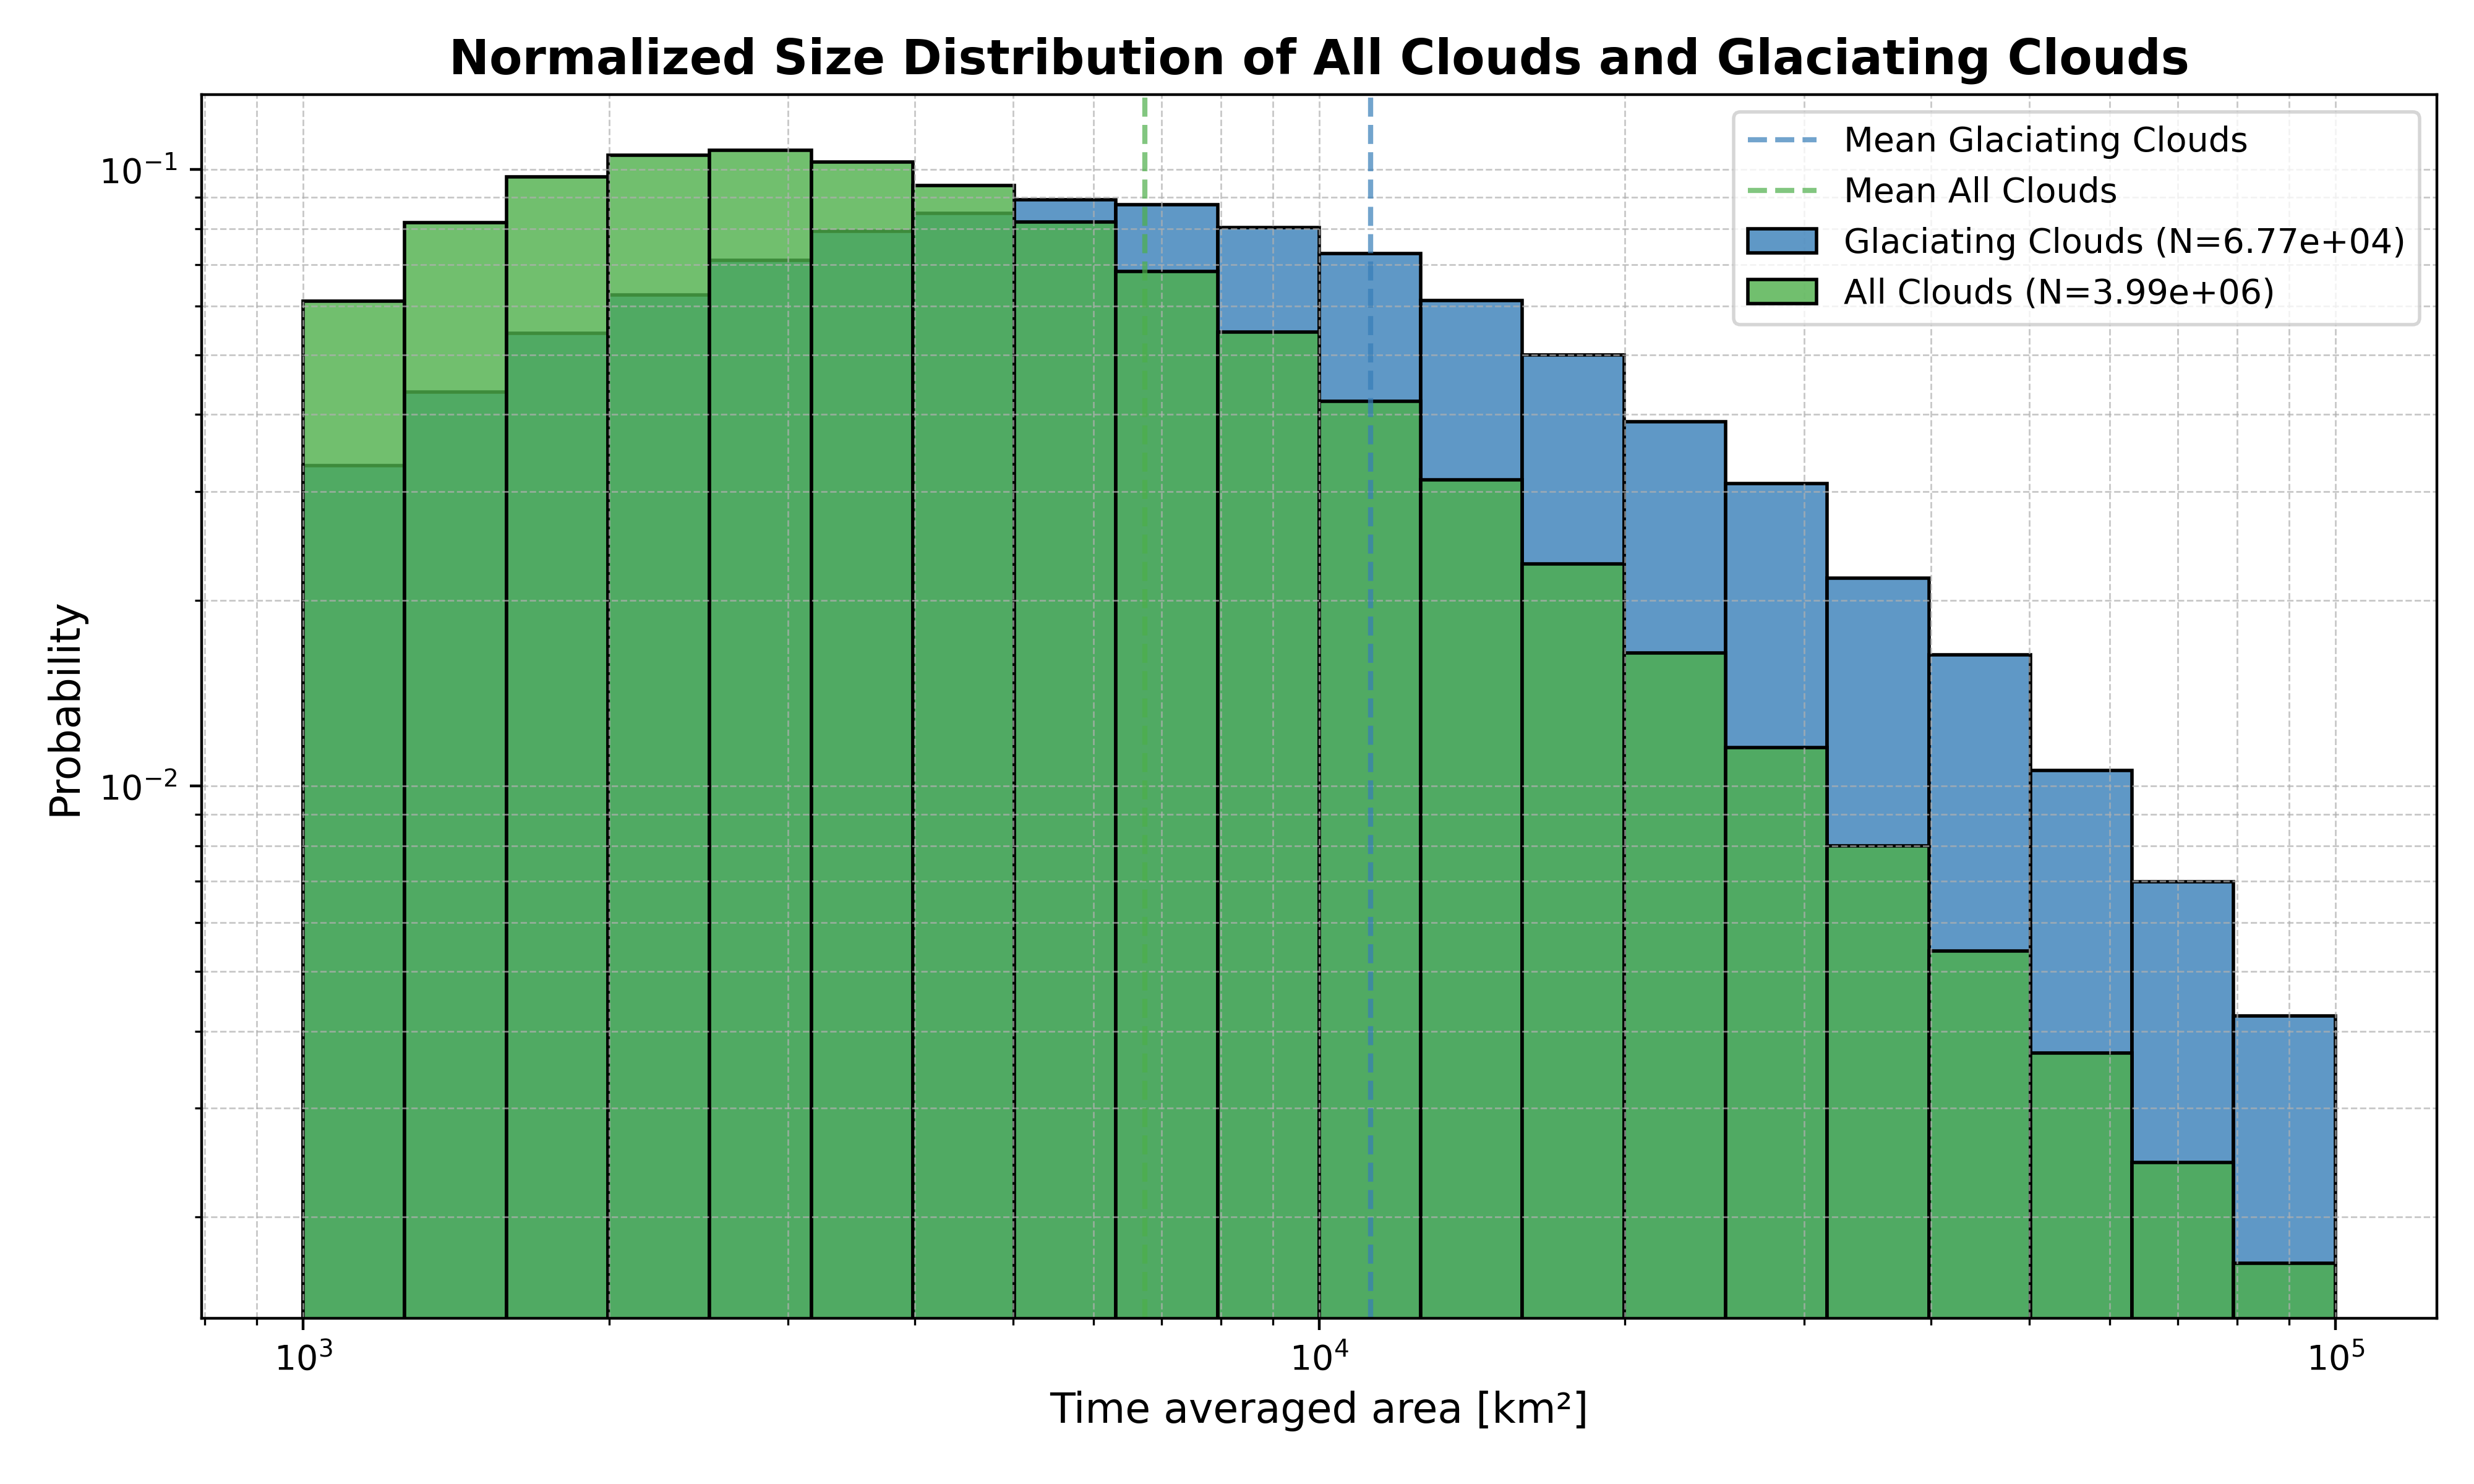 Normalized Size Distribution of All Clouds and Glaciating Clouds
Mean Glaciating Clouds
Mean All Clouds
Glaciating Clouds (N=6.77e+04)
All Clouds (N=3.99e+06)
Probability
10⁻¹
10⁻²
10³
10⁴
10⁵
Time averaged area [km²]